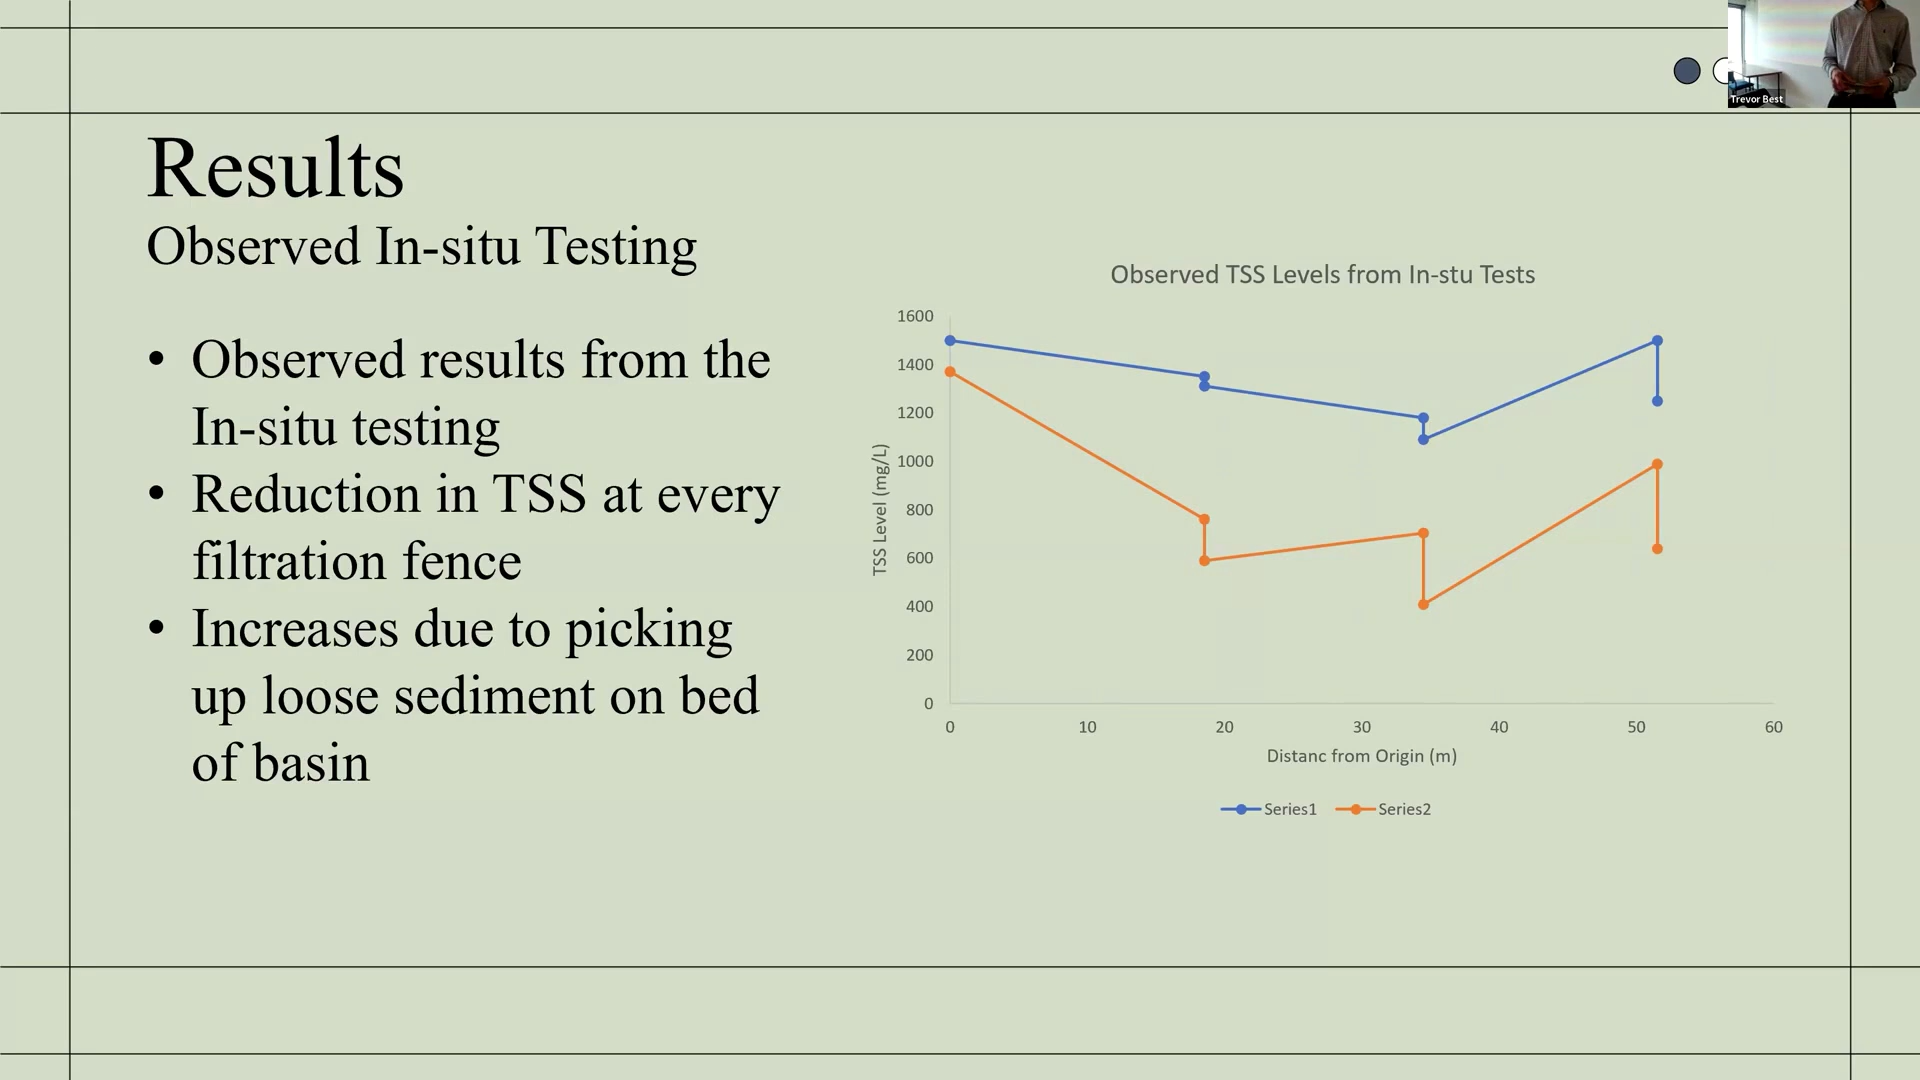 Trevor Best
Results
Observed In-situ Testing
• Observed results from the
In-situ testing
• Reduction in TSS at every
filtration fence
• Increases due to picking
up loose sediment on bed
of basin
Observed TSS Levels from In-stu Tests
TSS Level (mg/L)
1600
1400
1200
1000
800
600
400
200
0
0 10 20 30 40 50 60
Distanc from Origin (m)
Series1 Series2